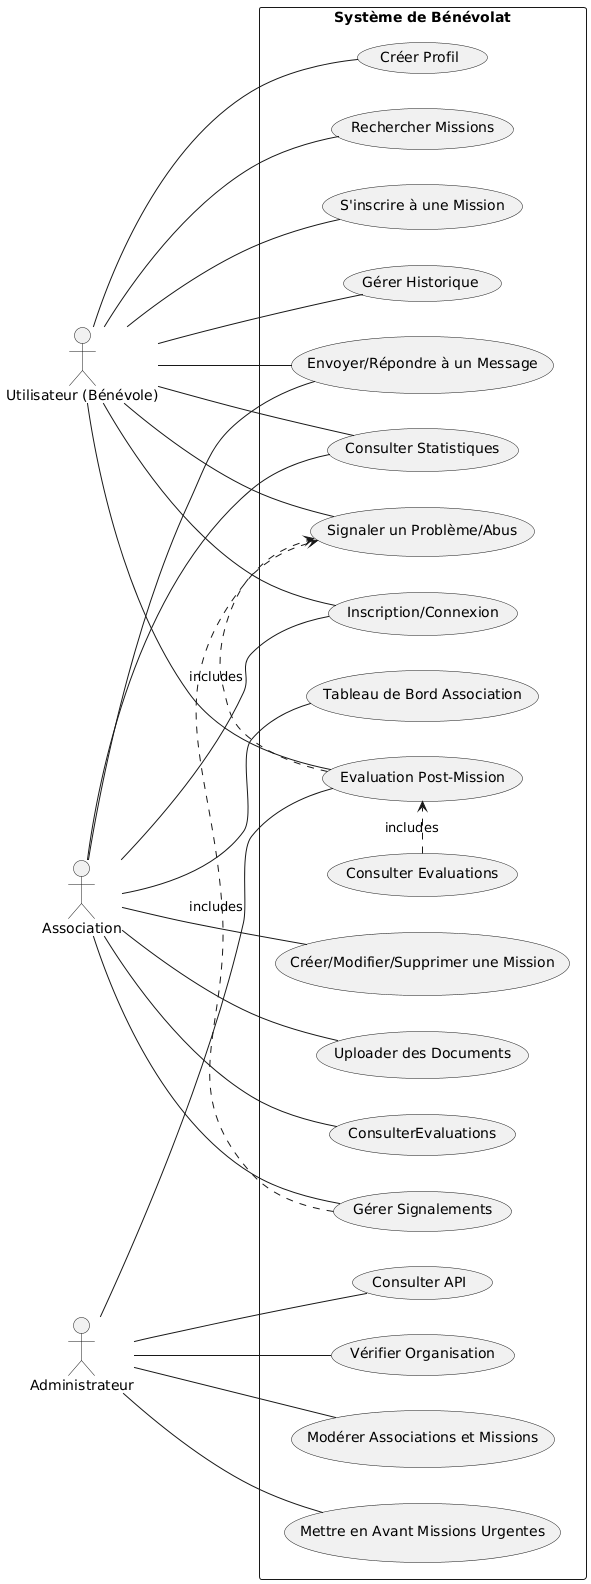 Système de Bénévolat
Créer Profil
Rechercher Missions
S'inscrire à une Mission
Gérer Historique
Envoyer/Répondre à un Message
Utilisateur (Bénévole)
Consulter Statistiques
Signaler un Problème/Abus
Inscription/Connexion
includes
Tableau de Bord Association
Evaluation Post-Mission
includes
Consulter Evaluations
includes
Association
Créer/Modifier/Supprimer une Mission
Uploader des Documents
ConsulterEvaluations
Gérer Signalements
Consulter API
Vérifier Organisation
Administrateur
Modérer Associations et Missions
Mettre en Avant Missions Urgentes